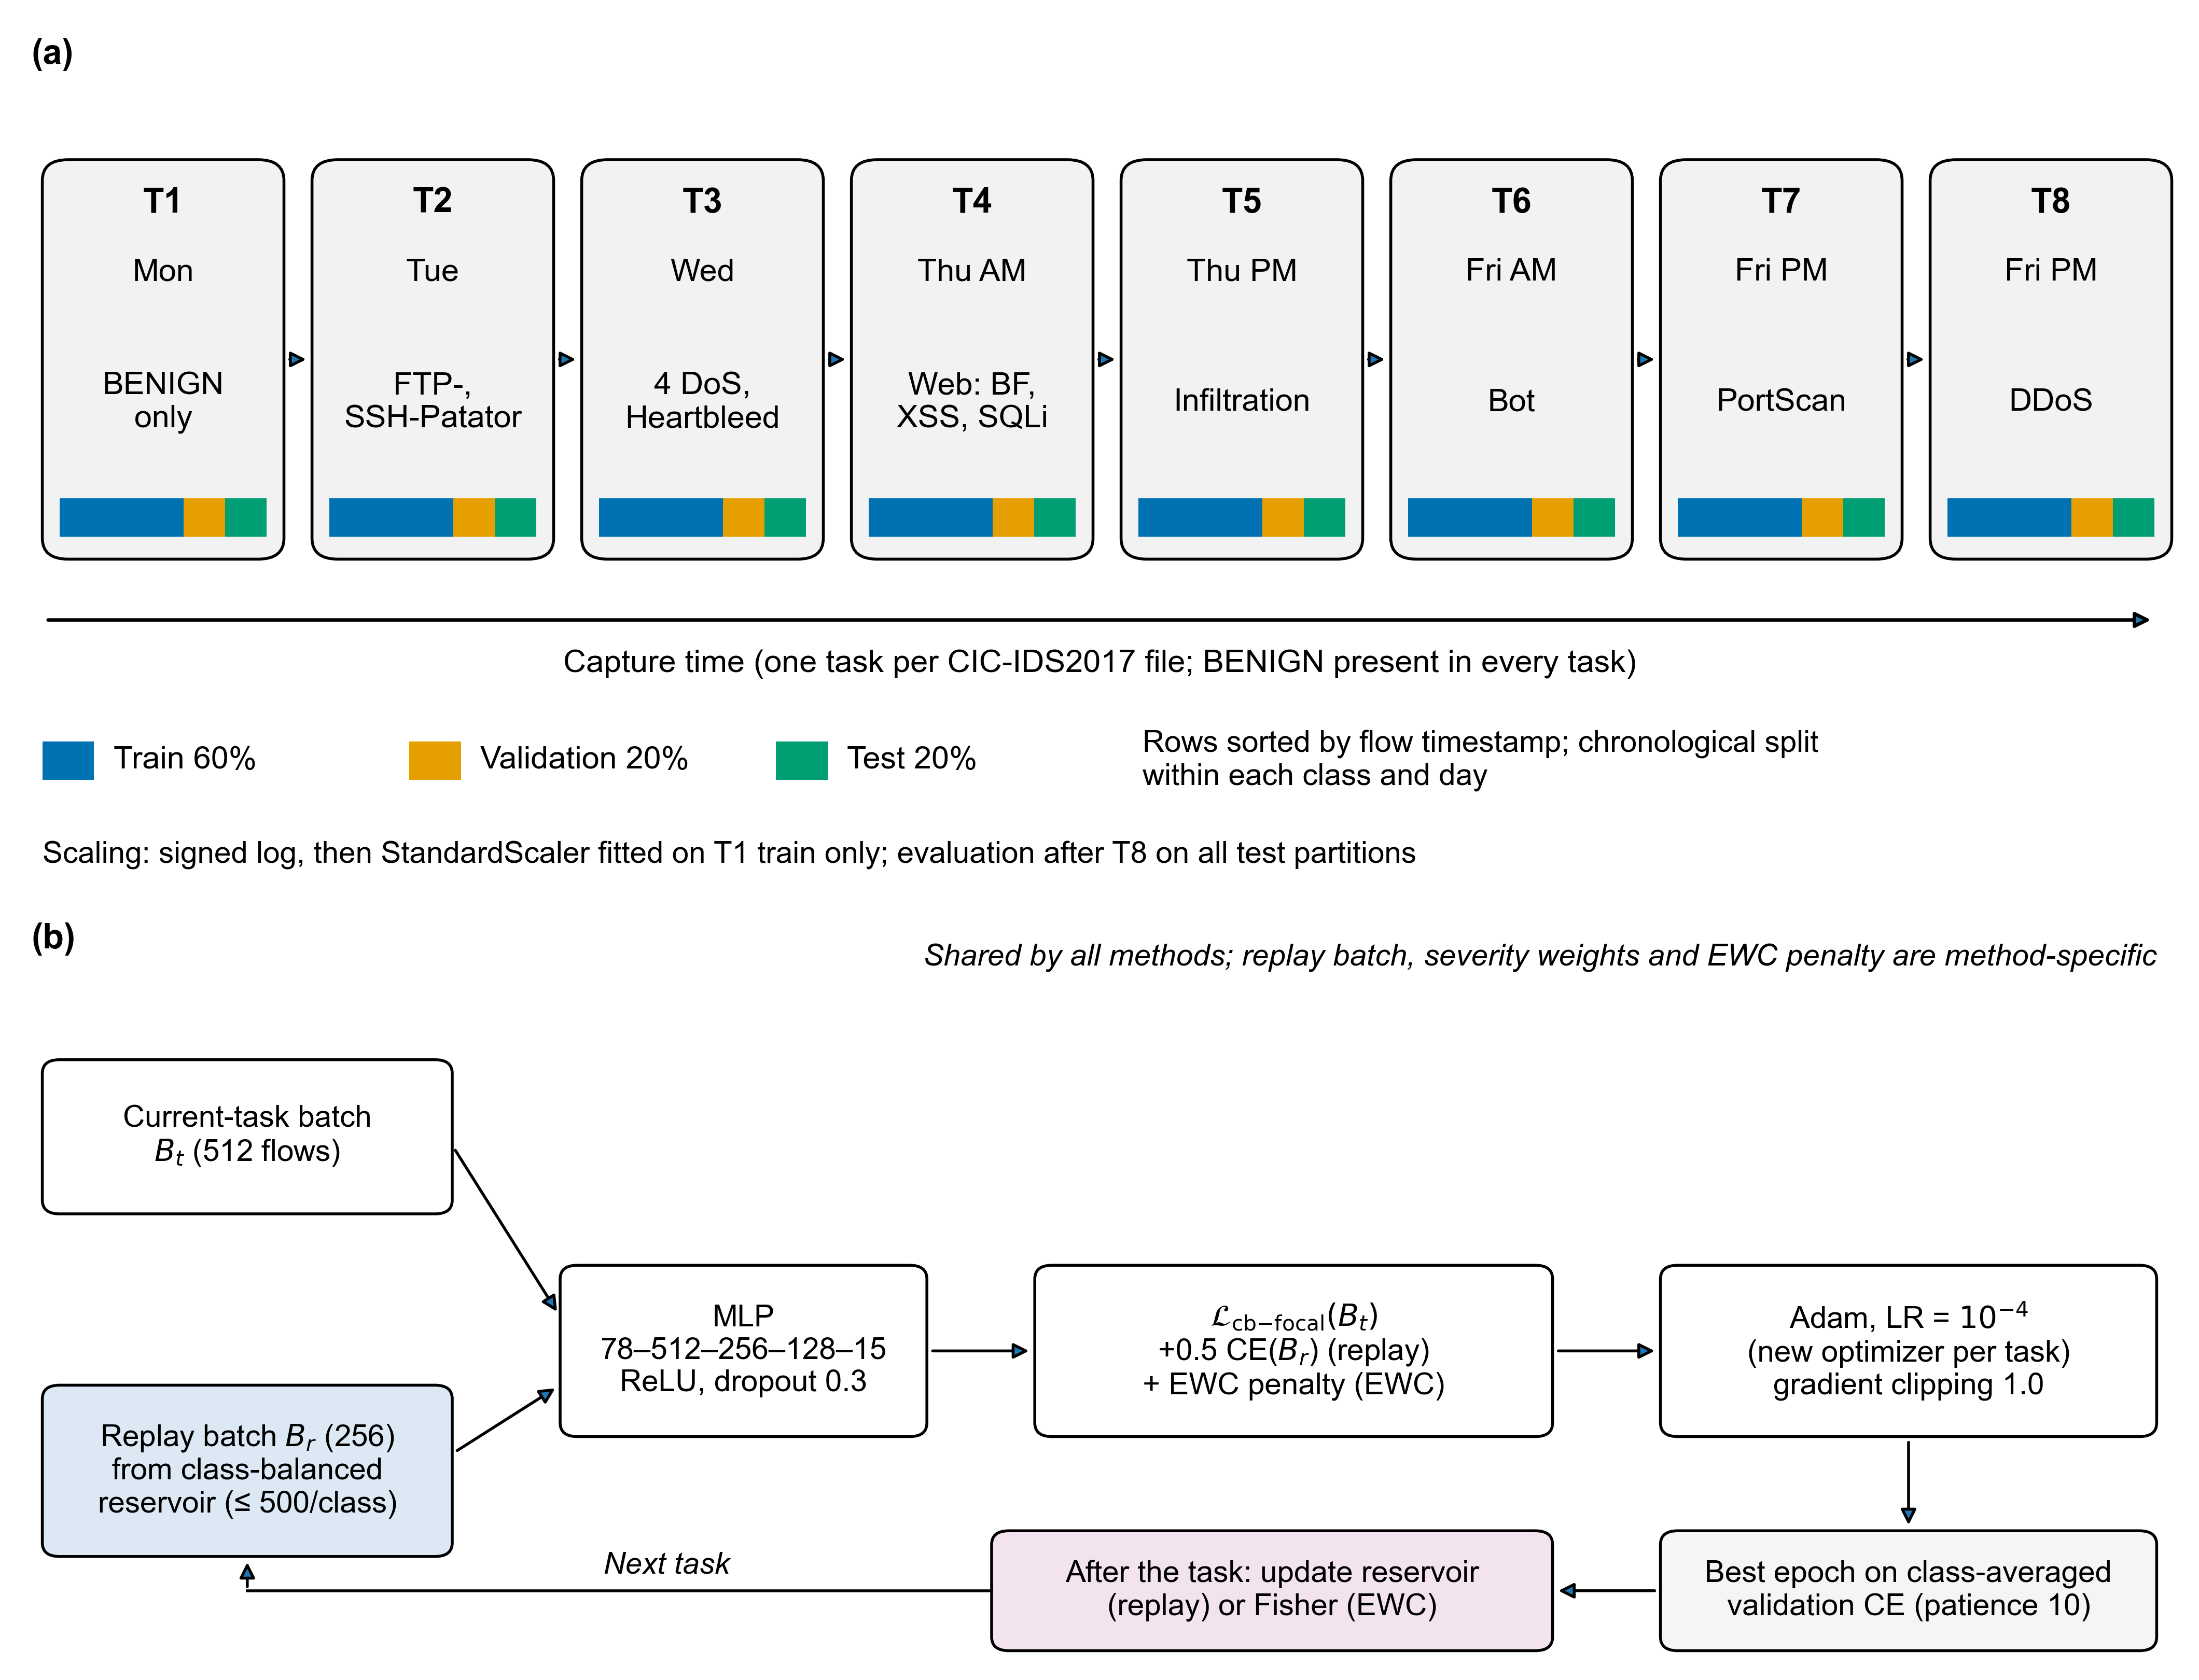 (a)
T1
Mon
BENIGN
only
T2
Tue
FTP-,
SSH-Patator
T3
Wed
4 DoS,
Heartbleed
T4
Thu AM
Web: BF,
XSS, SQLi
T5
Thu PM
Infiltration
T6
Fri AM
Bot
T7
Fri PM
PortScan
T8
Fri PM
DDoS
Capture time (one task per CIC-IDS2017 file; BENIGN present in every task)
Train 60%
Validation 20%
Test 20%
Rows sorted by flow timestamp; chronological split
within each class and day
Scaling: signed log, then StandardScaler fitted on T1 train only; evaluation after T8 on all test partitions
(b)
Shared by all methods; replay batch, severity weights and EWC penalty are method-specific
Current-task batch
B_t (512 flows)
Replay batch B_r (256)
from class-balanced
reservoir (≤ 500/class)
MLP
78–512–256–128–15
ReLU, dropout 0.3
ℒ_cb−focal(B_t)
+0.5 CE(B_r) (replay)
+ EWC penalty (EWC)
Adam, LR = 10⁻⁴
(new optimizer per task)
gradient clipping 1.0
Best epoch on class-averaged
validation CE (patience 10)
After the task: update reservoir
(replay) or Fisher (EWC)
Next task